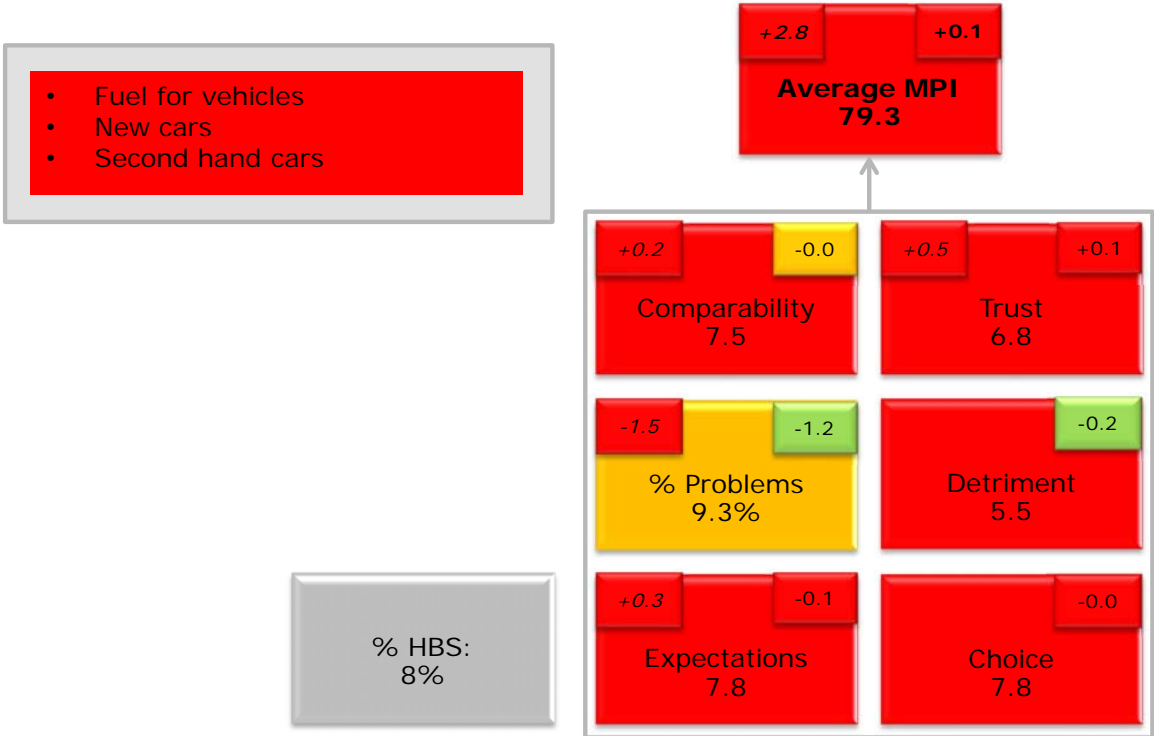 +2.8 +0.1
Average MPI
79.3
• Fuel for vehicles
• New cars
• Second hand cars
+0.2 -0.0
Comparability
7.5
+0.5 +0.1
Trust
6.8
-1.5 -1.2
% Problems
9.3%
-0.2
Detriment
5.5
% HBS:
8%
+0.3 -0.1
Expectations
7.8
-0.0
Choice
7.8